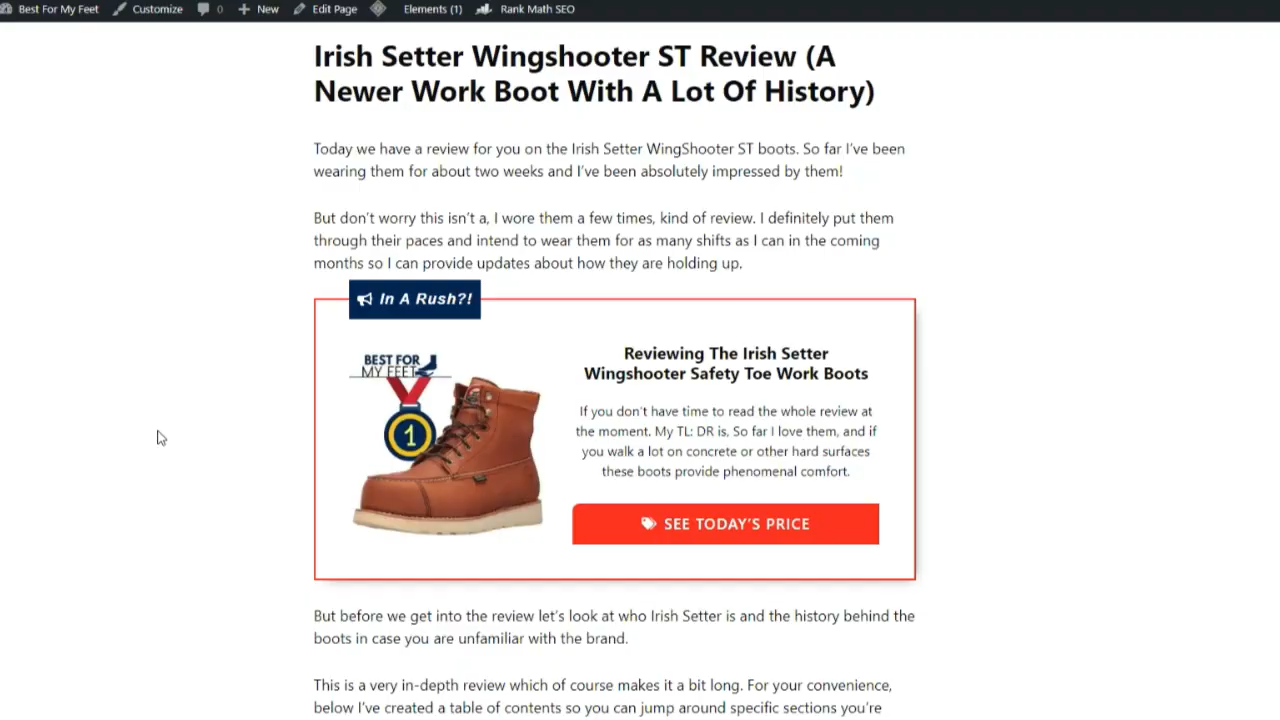 Best For My Feet Customize 0 New Edit Page Elements (1) Rank Math SEO
Irish Setter Wingshooter ST Review (A
Newer Work Boot With A Lot Of History)
Today we have a review for you on the Irish Setter WingShooter ST boots. So far I've been
wearing them for about two weeks and I've been absolutely impressed by them!
But don't worry this isn't a, I wore them a few times, kind of review. I definitely put them
through their paces and intend to wear them for as many shifts as I can in the coming
months so I can provide updates about how they are holding up.
In A Rush?!
BEST FOR
MY FEET
1
Reviewing The Irish Setter
Wingshooter Safety Toe Work Boots
If you don't have time to read the whole review at
the moment. My TL: DR is, So far I love them, and if
you walk a lot on concrete or other hard surfaces
these boots provide phenomenal comfort.
SEE TODAY'S PRICE
But before we get into the review let's look at who Irish Setter is and the history behind the
boots in case you are unfamiliar with the brand.
This is a very in-depth review which of course makes it a bit long. For your convenience,
below I've created a table of contents so you can jump around specific sections you're